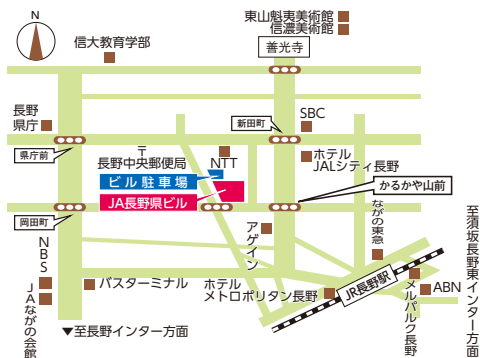 N
東山魁夷美術館
信濃美術館
信大教育学部
善光寺
長野
県庁
新田町
SBC
県庁前
〒
長野中央郵便局
NTT
ホテル
JALシティ長野
ビル駐車場
JA長野県ビル
かるかや山前
岡田町
アゲイン
ながの東急
至須坂長野東インター方面
NBS
JAながの会館
バスターミナル
ホテル
メトロポリタン長野
JR長野駅
メルパルク長野
ABN
▼至長野インター方面